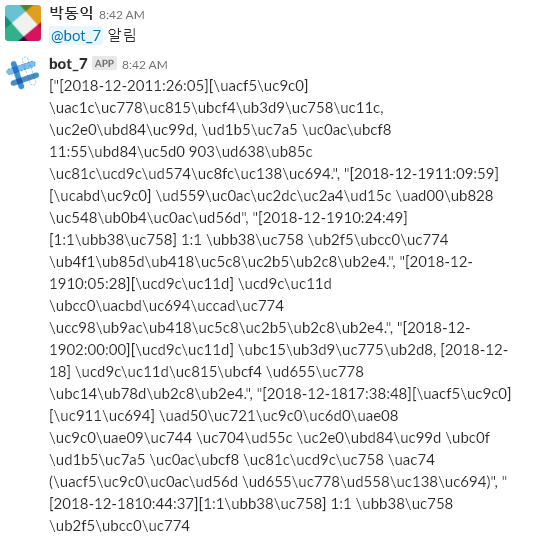 박동익 8:42 AM
@bot_7 알림
bot_7 APP 8:42 AM
["[2018-12-2011:26:05][\uacf5\uc9c0]
\uac1c\uc778\uc815\ubcf4\ub3d9\uc758\uc11c,
\uc2e0\ubd84\uc99d, \ud1b5\uc7a5 \uc0ac\ubcf8
11:55\ubd84\uc5d0 903\ud638\ub85c
\uc81c\ucd9c\ud574\uc8fc\uc138\uc694.", "[2018-12-1911:09:59]
[\ucabd\uc9c0] \ud559\uc0ac\uc2dc\uc2a4\ud15c \uad00\ub828
\uc548\ub0b4\uc0ac\ud56d", "[2018-12-1910:24:49]
[1:1\ubb38\uc758] 1:1 \ubb38\uc758 \ub2f5\ubcc0\uc774
\ub4f1\ub85d\ub418\uc5c8\uc2b5\ub2c8\ub2e4.", "[2018-12-
1910:05:28][\ucd9c\uc11d] \ucd9c\uc11d
\ubcc0\uacbd\uc694\uccad\uc774
\ucc98\ub9ac\ub418\uc5c8\uc2b5\ub2c8\ub2e4.", "[2018-12-
1902:00:00][\ucd9c\uc11d] \ubc15\ub3d9\uc775\ub2d8, [2018-12-
18] \ucd9c\uc11d\uc815\ubcf4 \ud655\uc778
\ubc14\ub78d\ub2c8\ub2e4.", "[2018-12-1817:38:48][\uacf5\uc9c0]
[\uc911\uc694] \uad50\uc721\uc9c0\uc6d0\uae08
\uc9c0\uae09\uc744 \uc704\ud55c \uc2e0\ubd84\uc99d \ubc0f
\ud1b5\uc7a5 \uc0ac\ubcf8 \uc81c\ucd9c\uc758 \uac74
(\uacf5\uc9c0\uc0ac\ud56d \ud655\uc778\ud558\uc138\uc694)", "
[2018-12-1810:44:37][1:1\ubb38\uc758] 1:1 \ubb38\uc758
\ub2f5\ubcc0\uc774